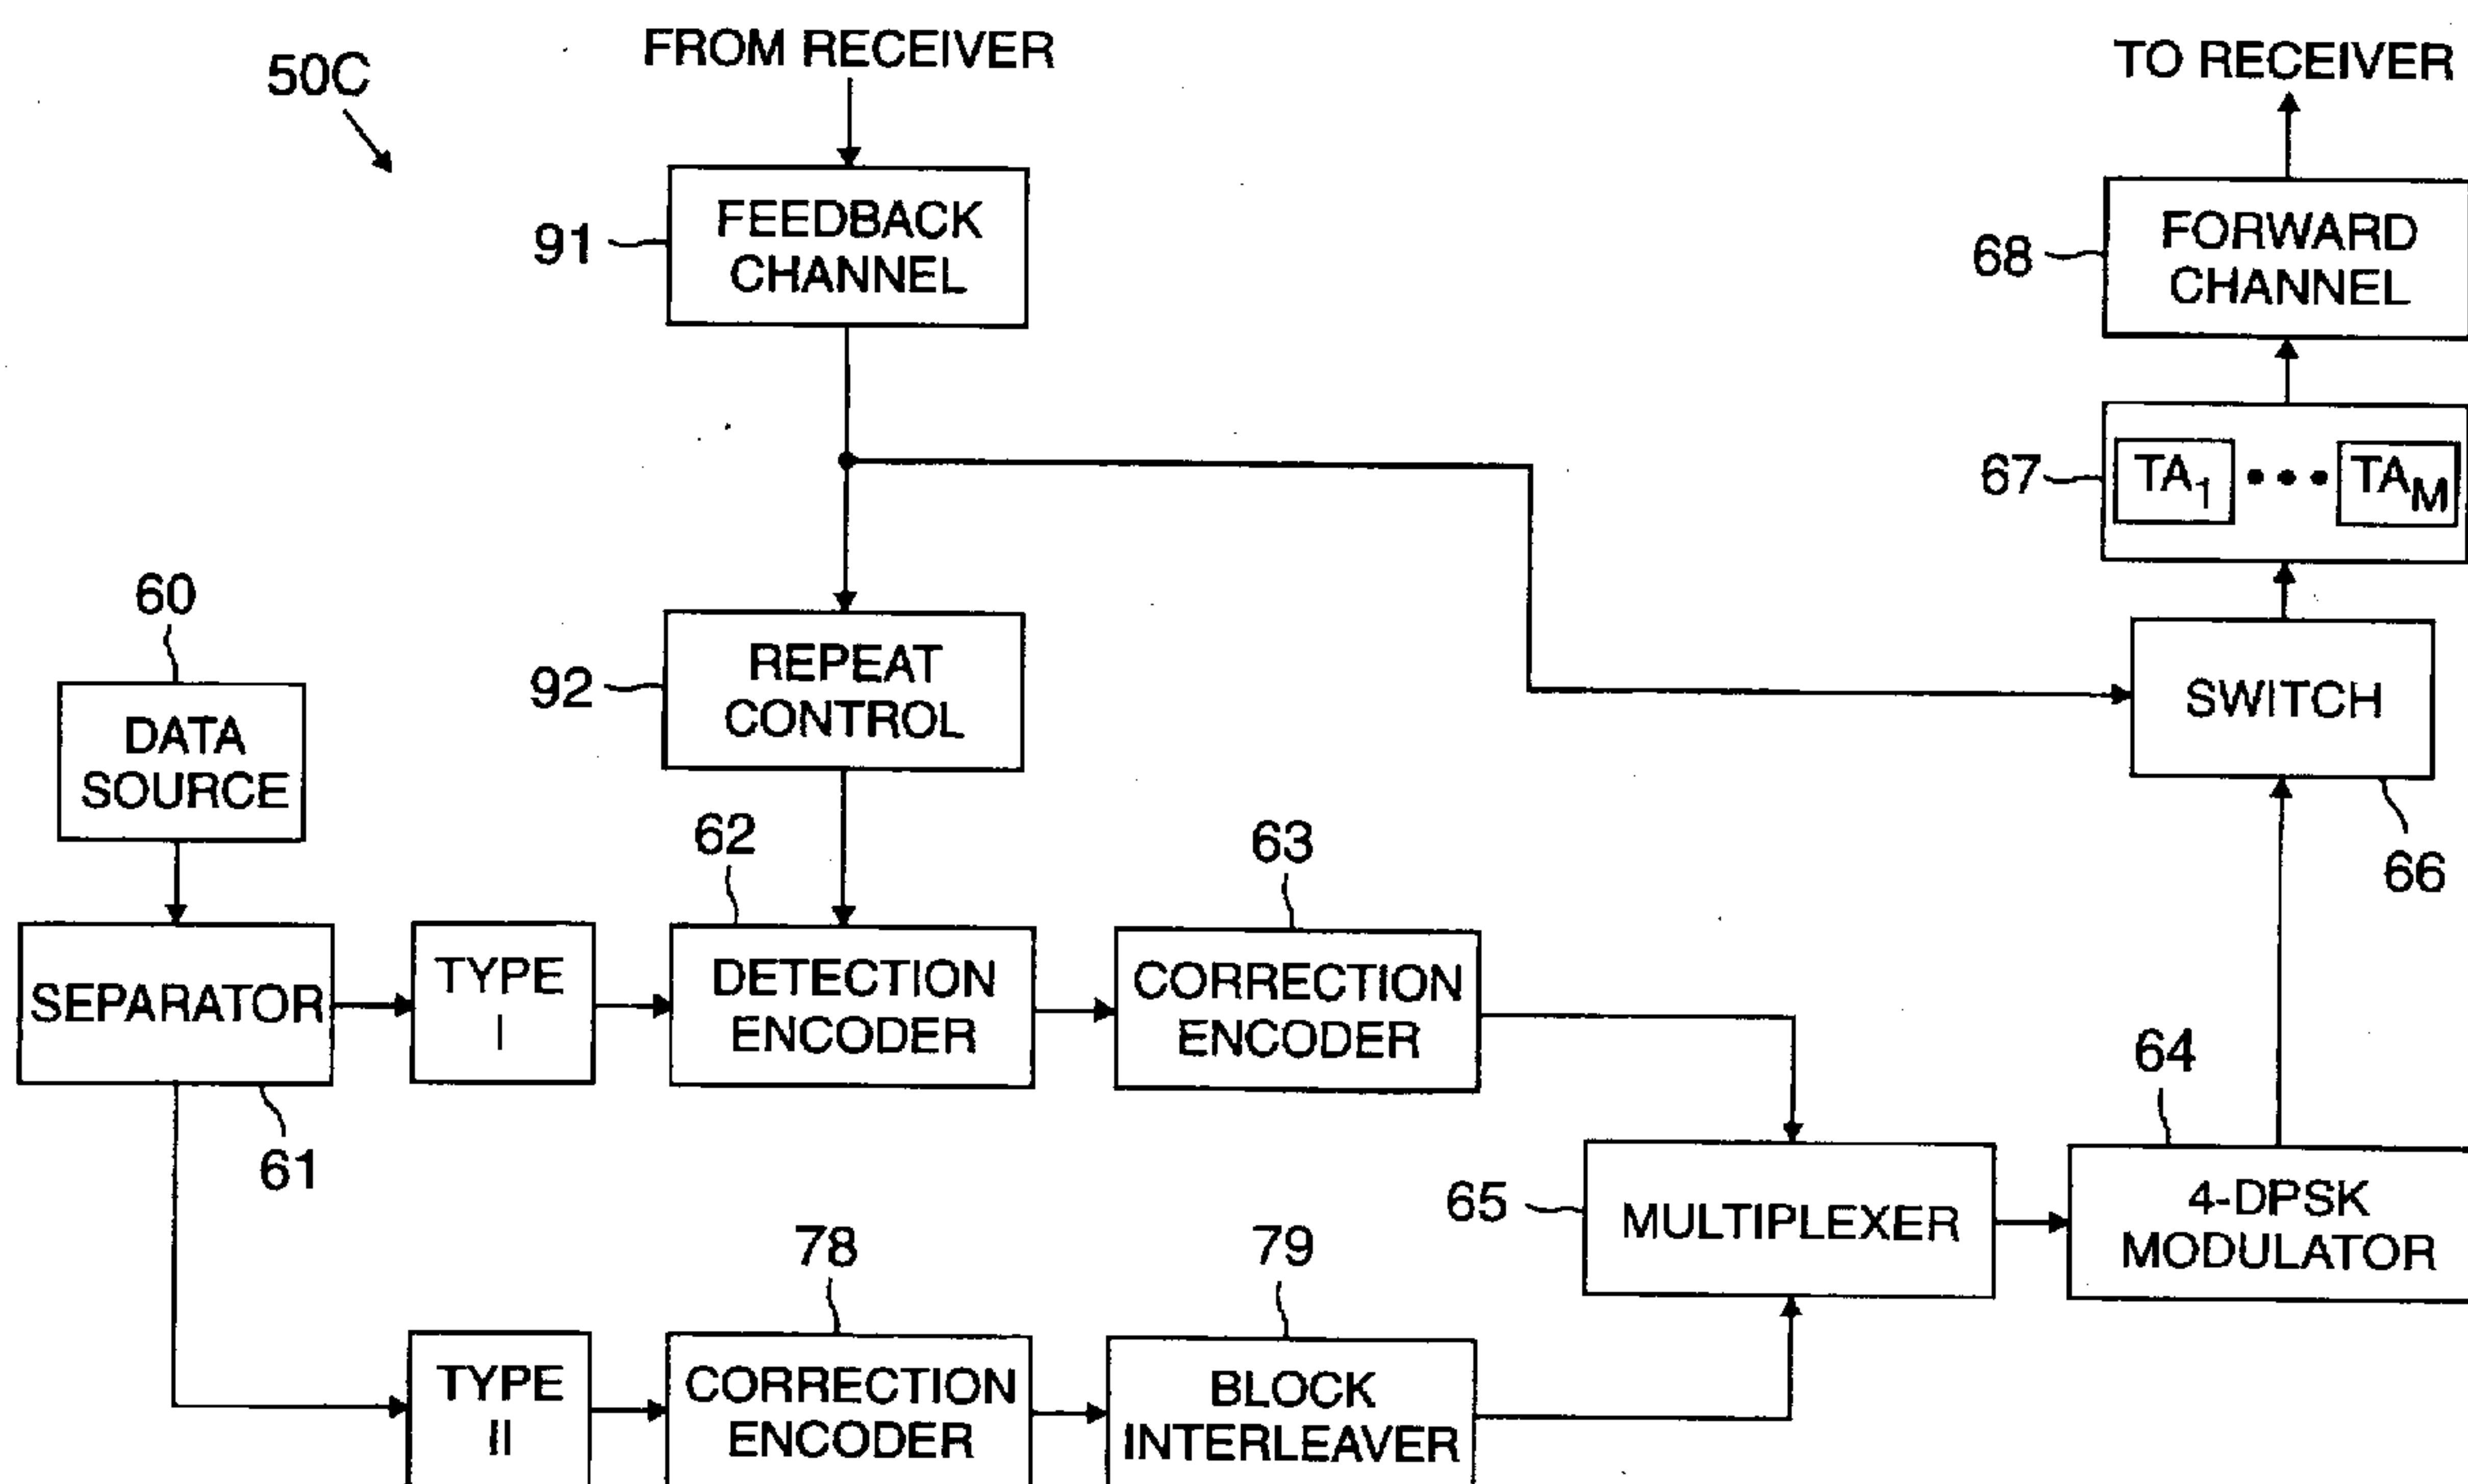 50C
FROM RECEIVER
TO RECEIVER
91
FEEDBACK
CHANNEL
68
FORWARD
CHANNEL
67
TA1 ••• TAM
60
DATA
SOURCE
92
REPEAT
CONTROL
SWITCH
66
62
63
SEPARATOR
61
TYPE
I
DETECTION
ENCODER
CORRECTION
ENCODER
64
65
MULTIPLEXER
4-DPSK
MODULATOR
78
79
TYPE
II
CORRECTION
ENCODER
BLOCK
INTERLEAVER